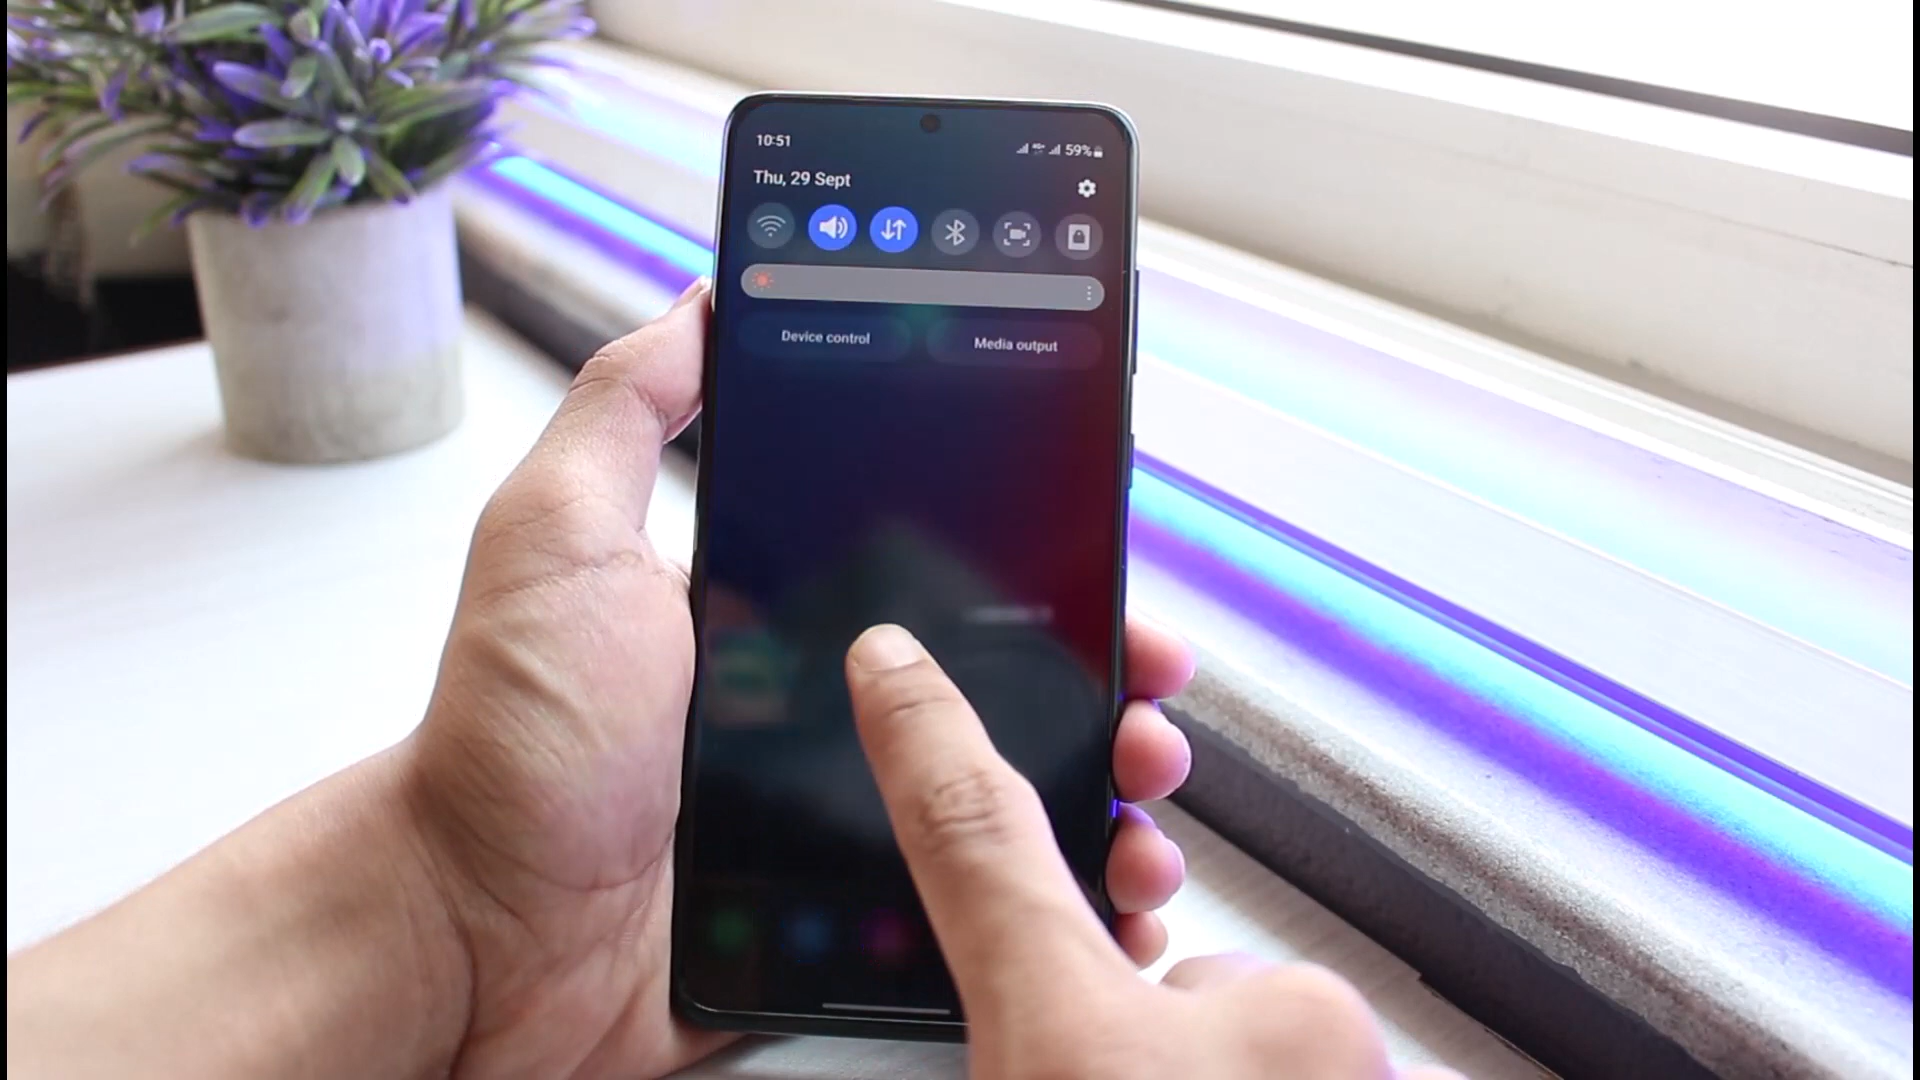 10:51
59%
Thu, 29 Sept
Device control
Media output